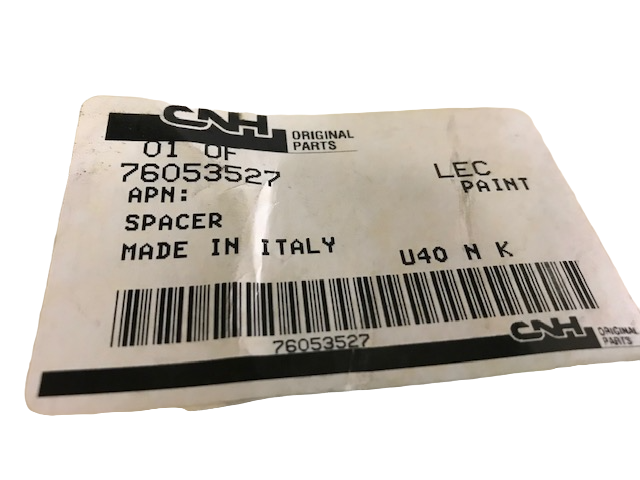 CNH ORIGINAL
PARTS
01 OF
76053527 LEC
APN: PAINT
SPACER
MADE IN ITALY U40 N K
76053527
CNH ORIGINAL
PARTS